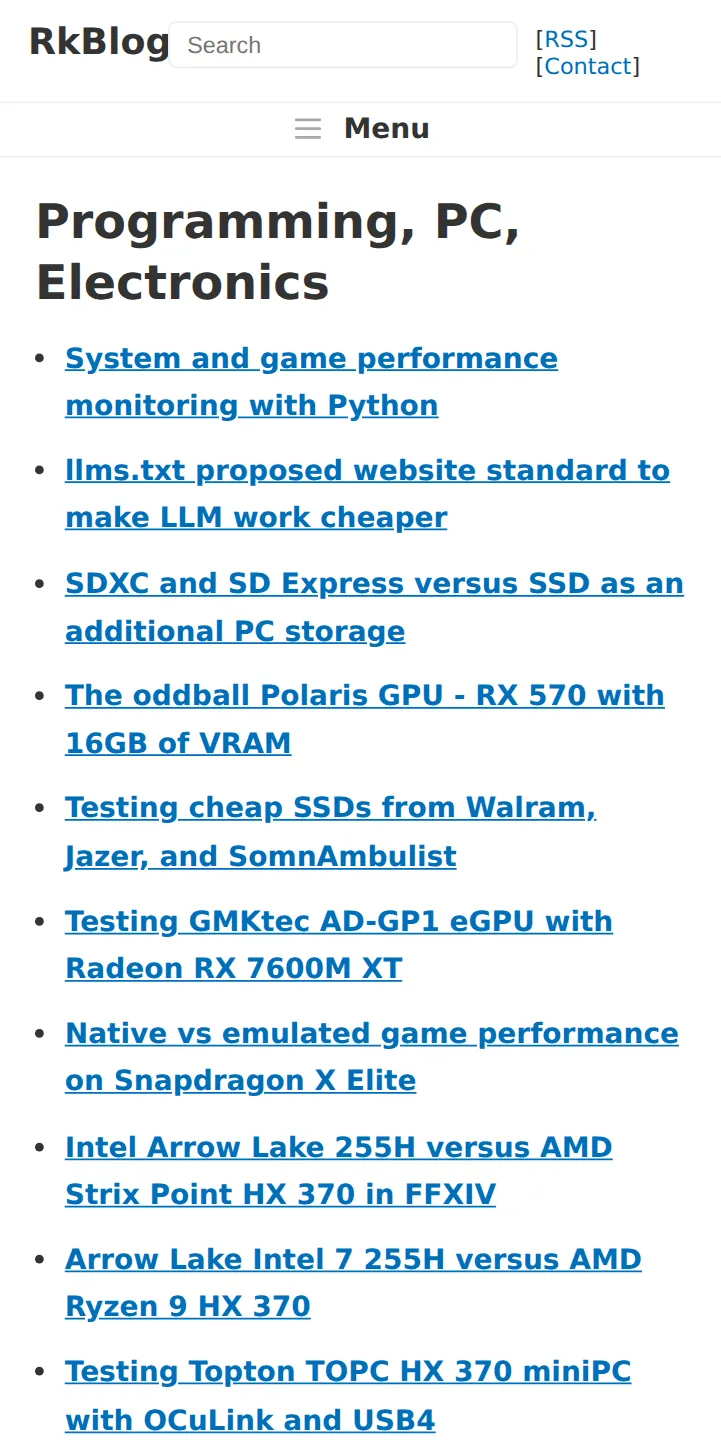 RkBlog
Search
[RSS]
[Contact]
Menu
Programming, PC,
Electronics
System and game performance
monitoring with Python
llms.txt proposed website standard to
make LLM work cheaper
SDXC and SD Express versus SSD as an
additional PC storage
The oddball Polaris GPU - RX 570 with
16GB of VRAM
Testing cheap SSDs from Walram,
Jazer, and SomnAmbulist
Testing GMKtec AD-GP1 eGPU with
Radeon RX 7600M XT
Native vs emulated game performance
on Snapdragon X Elite
Intel Arrow Lake 255H versus AMD
Strix Point HX 370 in FFXIV
Arrow Lake Intel 7 255H versus AMD
Ryzen 9 HX 370
Testing Topton TOPC HX 370 miniPC
with OCuLink and USB4